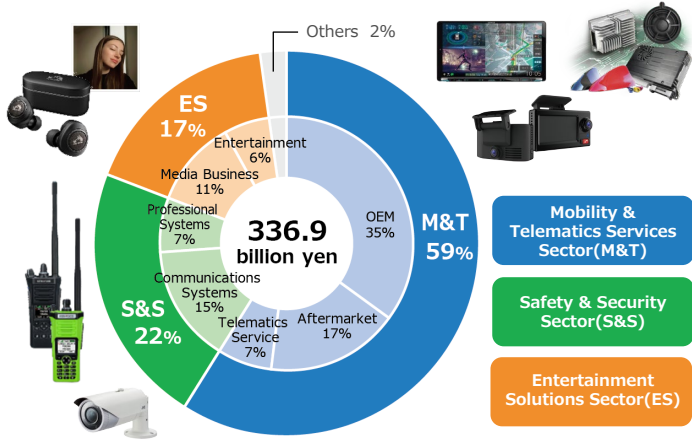 Others 2%
ES
17%
Entertainment
6%
Media Business
11%
Professional
Systems
7%
336.9
billion yen
OEM
35%
M&T
59%
Communications
Systems
15%
S&S
22%
Telematics
Service
7%
Aftermarket
17%
Mobility &
Telematics Services
Sector(M&T)
Safety & Security
Sector(S&S)
Entertainment
Solutions Sector(ES)